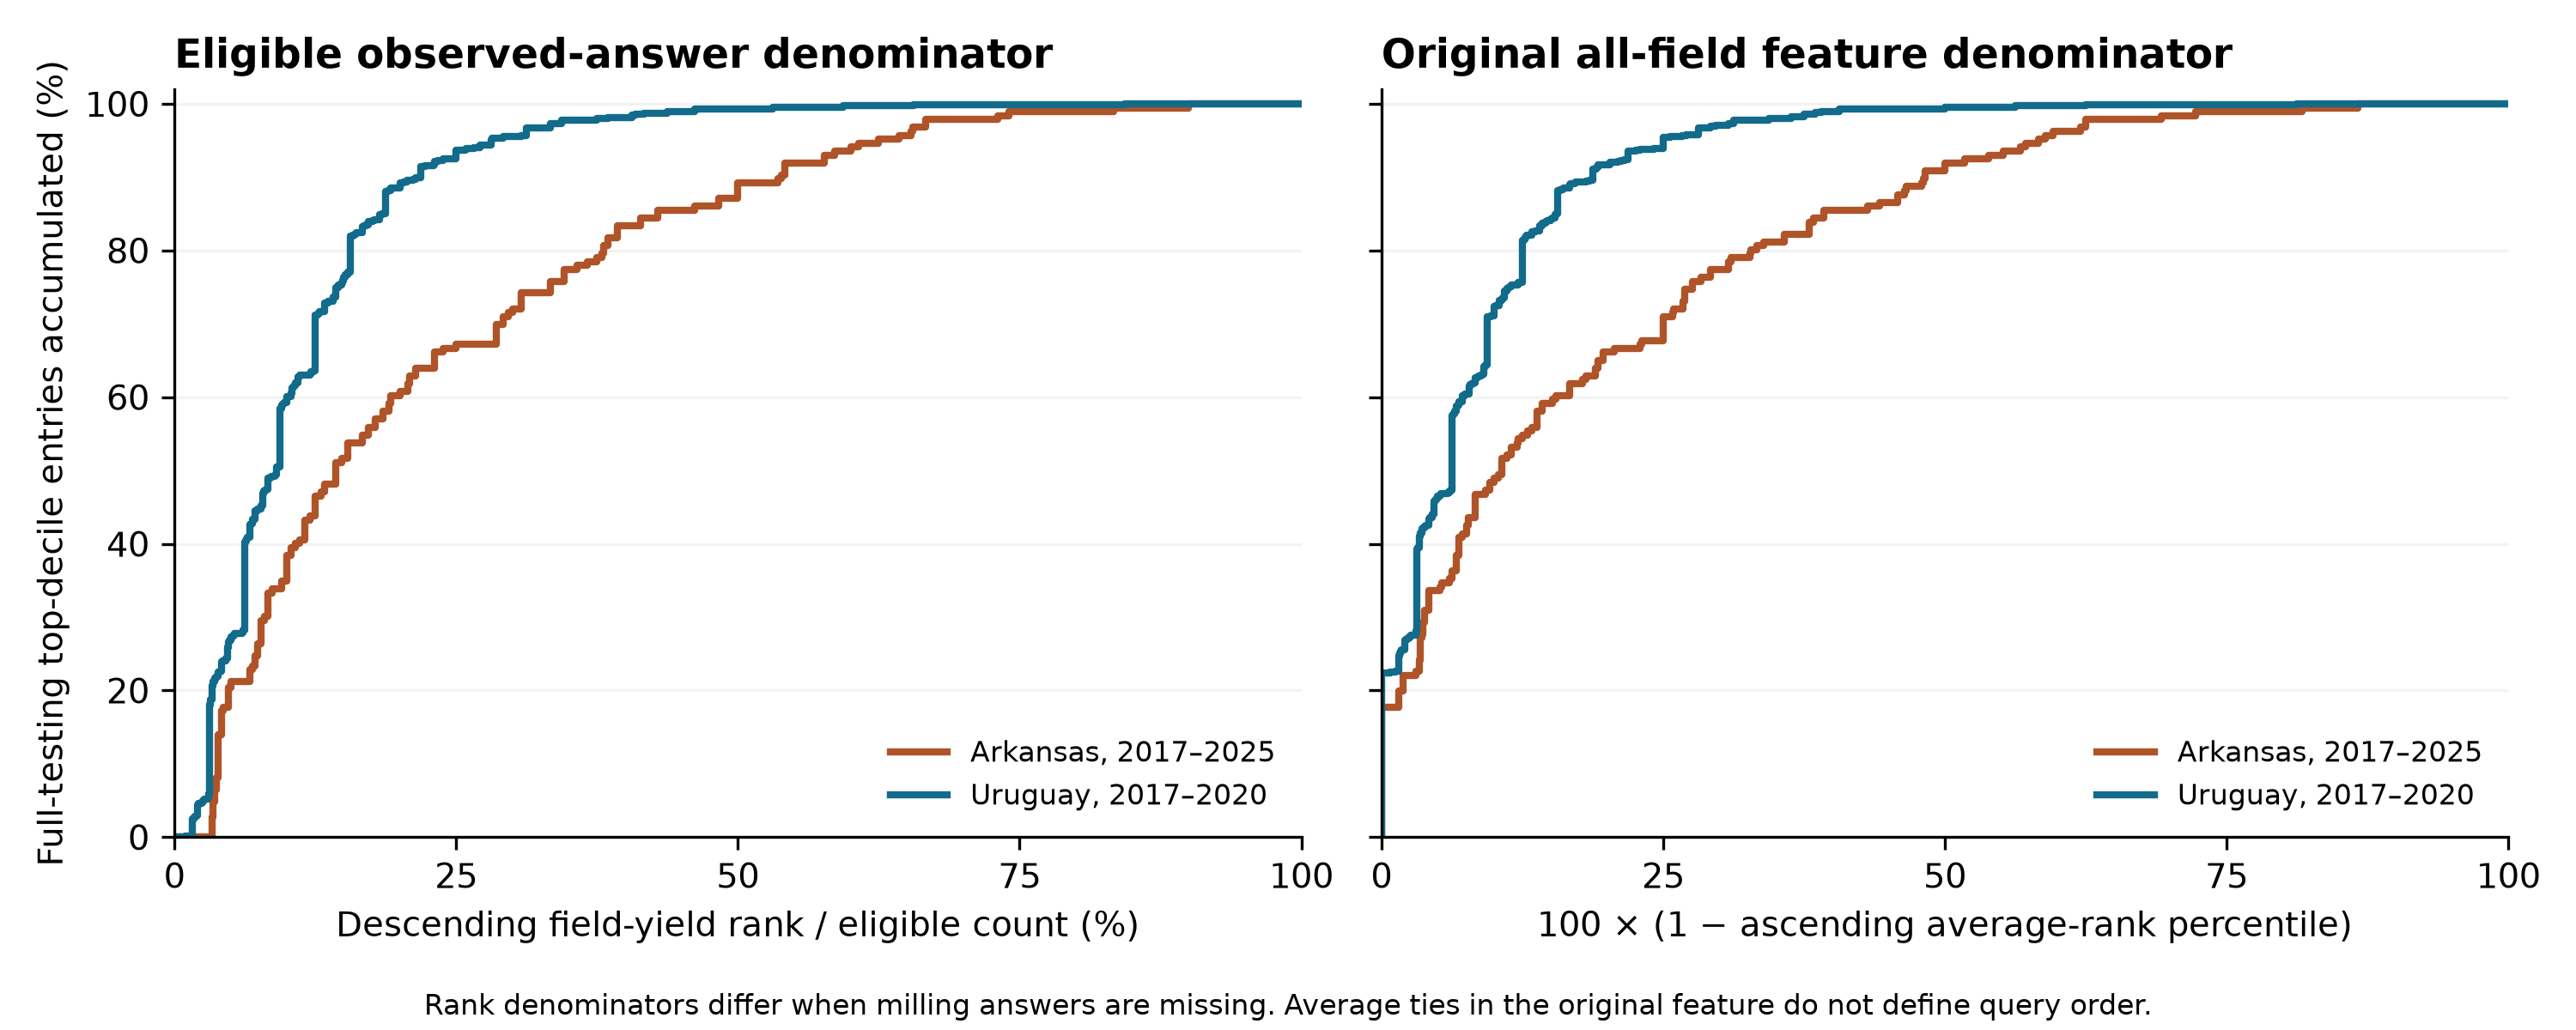 Eligible observed-answer denominator
Original all-field feature denominator
Full-testing top-decile entries accumulated (%)
100
80
60
40
20
0
Arkansas, 2017–2025
Uruguay, 2017–2020
0 25 50 75 100
Descending field-yield rank / eligible count (%)
Arkansas, 2017–2025
Uruguay, 2017–2020
0 25 50 75 100
100 × (1 − ascending average-rank percentile)
Rank denominators differ when milling answers are missing. Average ties in the original feature do not define query order.